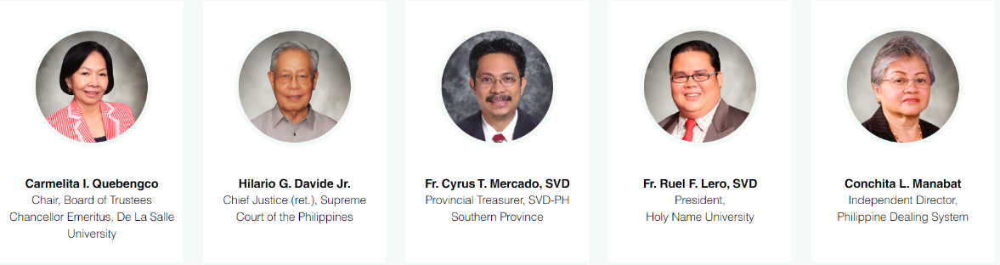 Carmelita I. Quebengco
Chair, Board of Trustees
Chancellor Emeritus, De La Salle
University
Hilario G. Davide Jr.
Chief Justice (ret.), Supreme
Court of the Philippines
Fr. Cyrus T. Mercado, SVD
Provincial Treasurer, SVD-PH
Southern Province
Fr. Ruel F. Lero, SVD
President,
Holy Name University
Conchita L. Manabat
Independent Director,
Philippine Dealing System